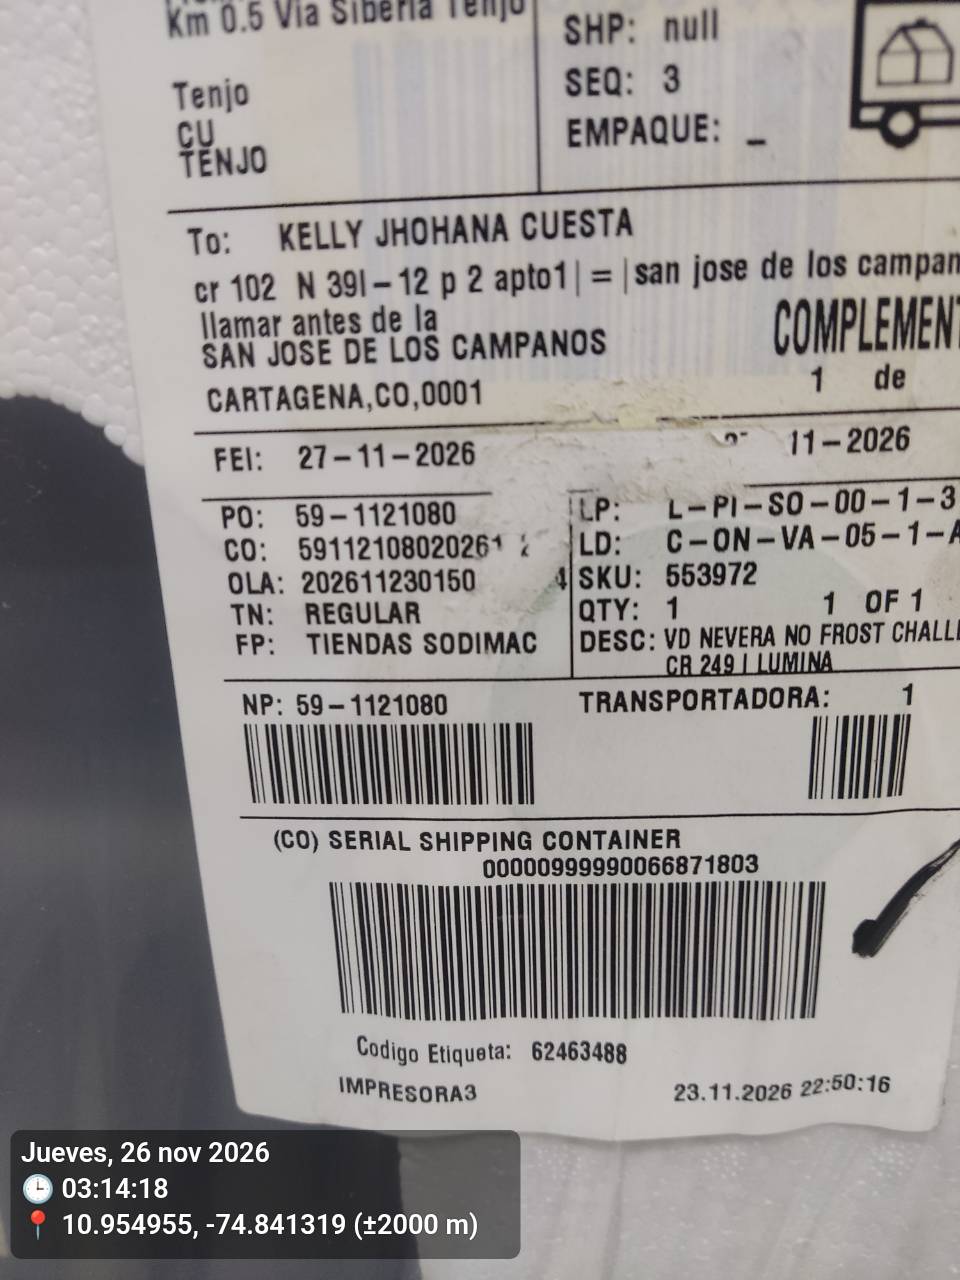 Km 0.5 Via Siberia Tenjo
SHP: null
SEQ: 3
EMPAQUE: _
Tenjo
CU
TENJO
To: KELLY JHOHANA CUESTA
cr 102 N 39I-12 p 2 apto1|=|san jose de los campan
llamar antes de la
SAN JOSE DE LOS CAMPANOS
CARTAGENA,CO,0001
COMPLEMENT
1 de
FEI: 27-11-2026
11-2026
PO: 59-1121080
CO: 59112108020261
OLA: 202611230150
TN: REGULAR
FP: TIENDAS SODIMAC
LP: L-PI-SO-00-1-3
LD: C-ON-VA-05-1-A
4 SKU: 553972
QTY: 1 1 OF 1
DESC: VD NEVERA NO FROST CHALLE
CR 249 I LUMINA
NP: 59-1121080
TRANSPORTADORA: 1
(CO) SERIAL SHIPPING CONTAINER
00000999990066871803
Codigo Etiqueta: 62463488
IMPRESORA3
23.11.2026 22:50:16
Jueves, 26 nov 2026
03:14:18
10.954955, -74.841319 (±2000 m)